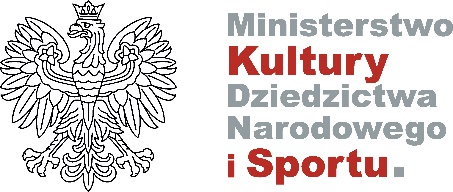 Ministerstwo
Kultury
Dziedzictwa
Narodowego
i Sportu.